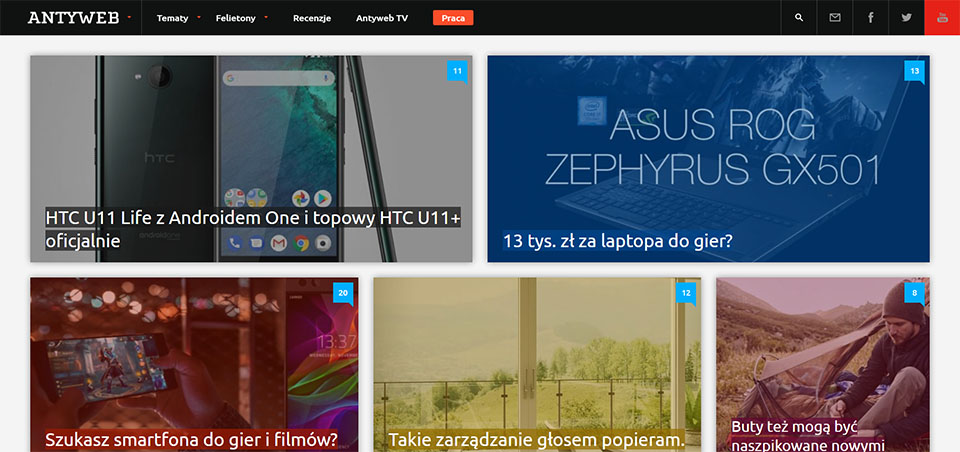 ANTYWEB Tematy Felietony Recenzje Antyweb TV Praca
11
htc
androidone
HTC U11 Life z Androidem One i topowy HTC U11+
oficjalnie
13
ASUS ROG
ZEPHYRUS GX501
13 tys. zł za laptopa do gier?
20
13:37
Szukasz smartfona do gier i filmów?
12
Takie zarządzanie głosem popieram.
8
Buty też mogą być
naszpikowane nowymi